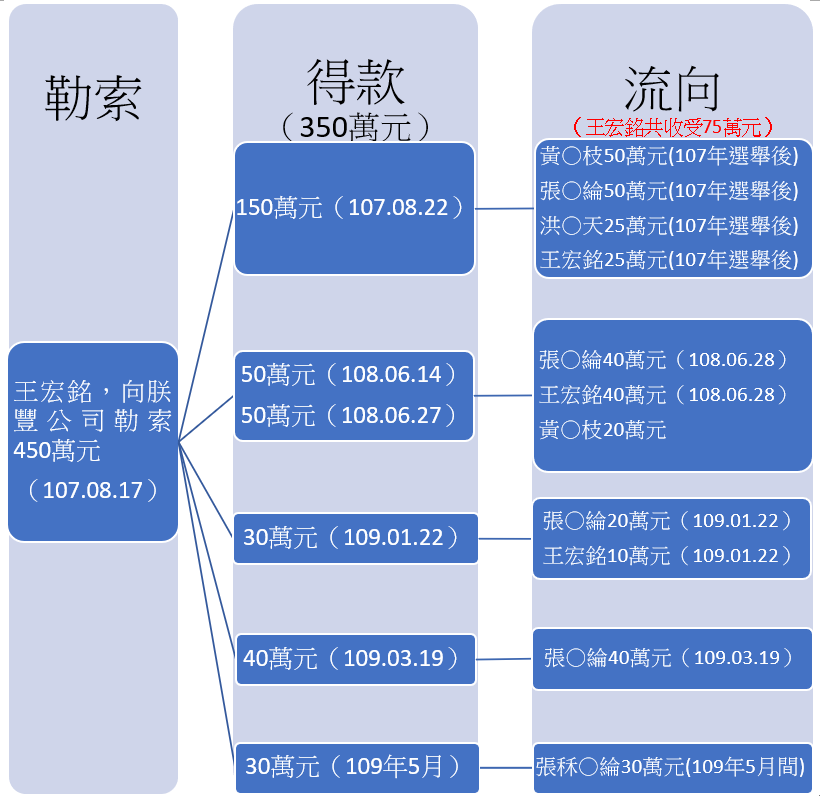 勒索
得款
（350萬元）
流向
（王宏銘共收受75萬元）
王宏銘，向朕
豐公司勒索
450萬元
（107.08.17）
150萬元（107.08.22）
黃〇枝50萬元(107年選舉後)
張〇綸50萬元(107年選舉後)
洪〇天25萬元(107年選舉後)
王宏銘25萬元(107年選舉後)
50萬元（108.06.14）
50萬元（108.06.27）
張〇綸40萬元（108.06.28）
王宏銘40萬元（108.06.28）
黃〇枝20萬元
30萬元（109.01.22）
張〇綸20萬元（109.01.22）
王宏銘10萬元（109.01.22）
40萬元（109.03.19）
張〇綸40萬元（109.03.19）
30萬元（109年5月）
張秝〇綸30萬元(109年5月間)